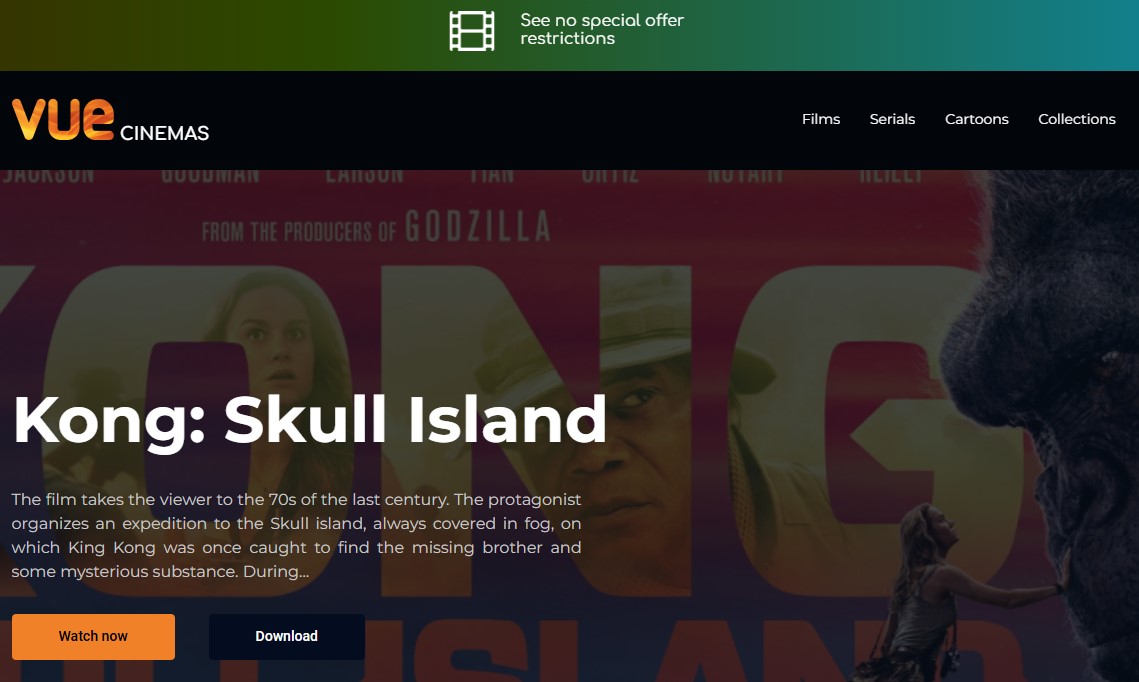 See no special offer
restrictions
vue CINEMAS
Films Serials Cartoons Collections
JACKSON GOODMAN LARSON TIAN ORTIZ NOTARY REILLY
FROM THE PRODUCERS OF GODZILLA
KONG
Kong: Skull Island
The film takes the viewer to the 70s of the last century. The protagonist
organizes an expedition to the Skull island, always covered in fog, on
which King Kong was once caught to find the missing brother and
some mysterious substance. During...
Watch now Download
ISLAND